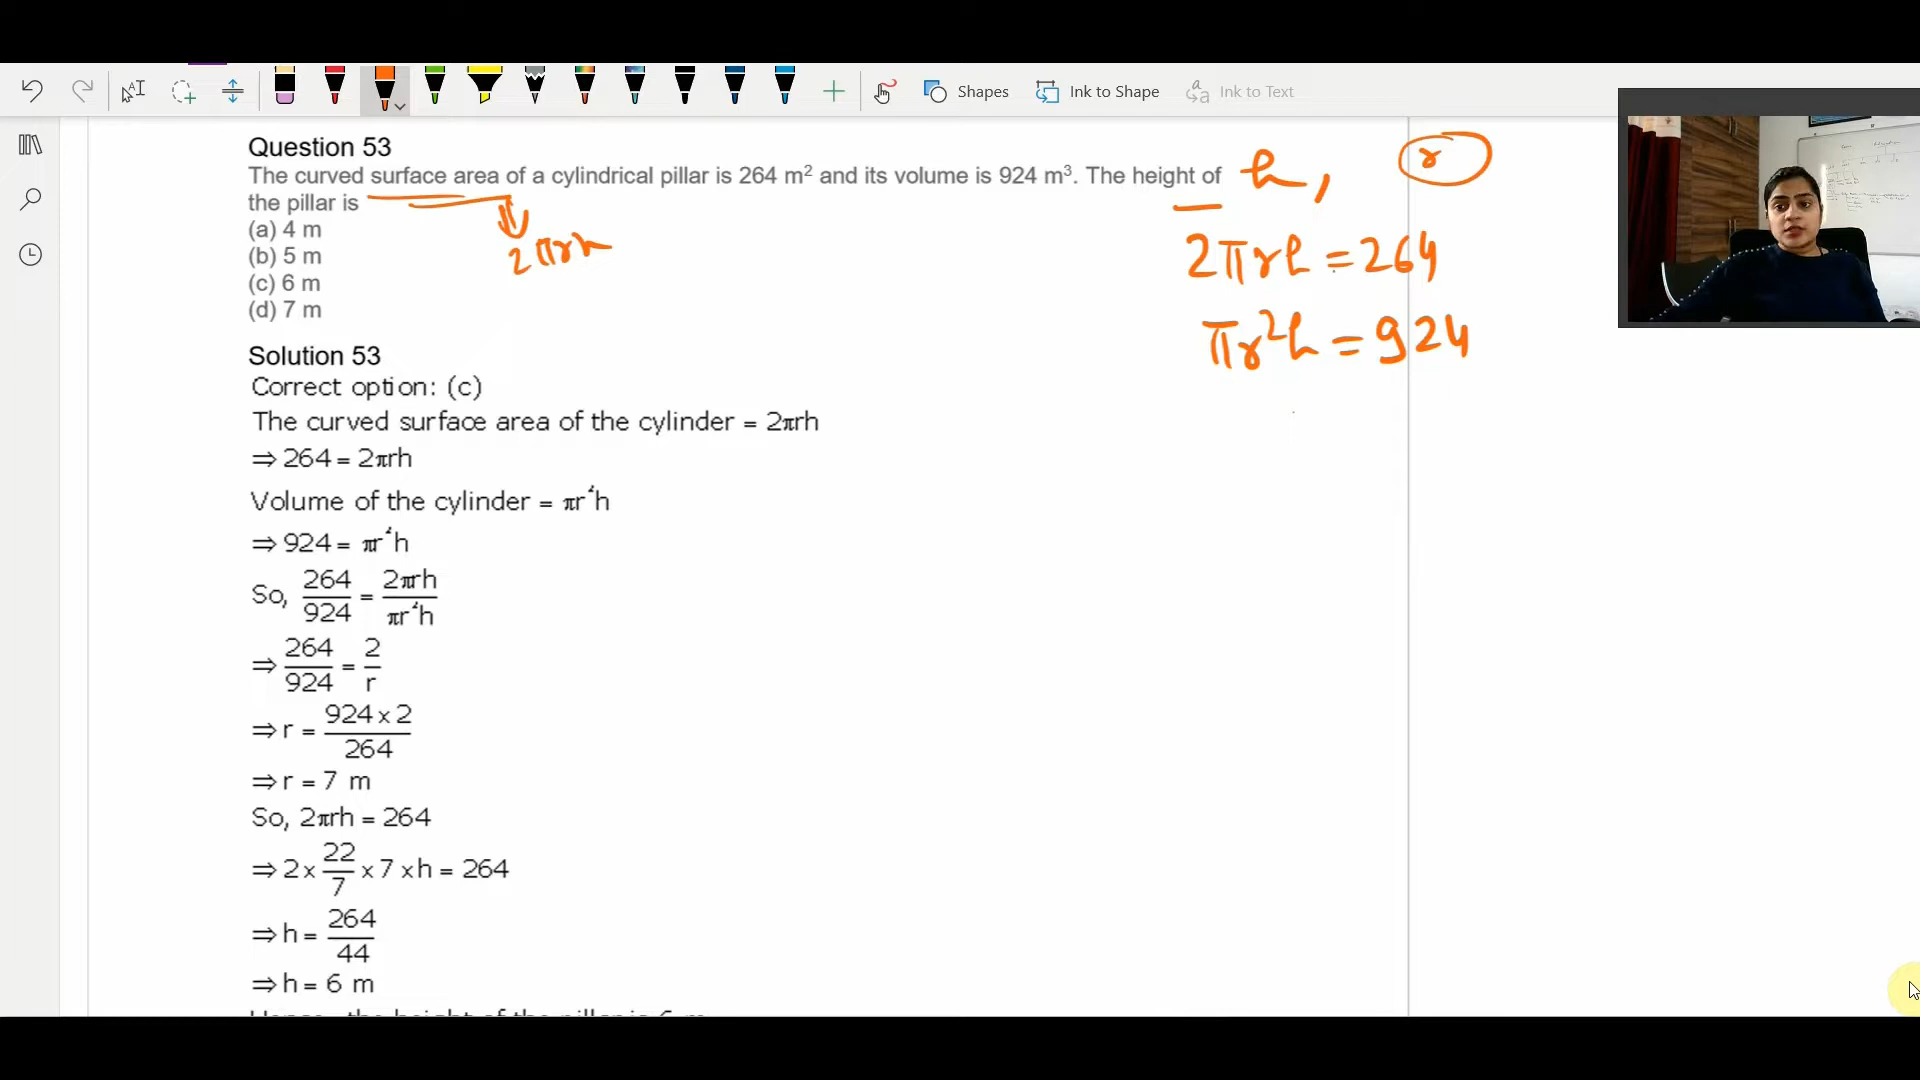 Shapes
Ink to Shape
Ink to Text
Question 53
The curved surface area of a cylindrical pillar is 264 m² and its volume is 924 m³. The height of
the pillar is
(a) 4 m
(b) 5 m
(c) 6 m
(d) 7 m
2πrh
h,
r
2πrh = 264
πr²h = 924
Solution 53
Correct option: (c)
The curved surface area of the cylinder = 2πrh
⇒ 264 = 2πrh
Volume of the cylinder = πr²h
⇒ 924 = πr²h
So, 264/924 = 2πrh/πr²h
⇒ 264/924 = 2/r
⇒ r = 924 × 2/264
⇒ r = 7 m
So, 2πrh = 264
⇒ 2 × 22/7 × 7 × h = 264
⇒ h = 264/44
⇒ h = 6 m